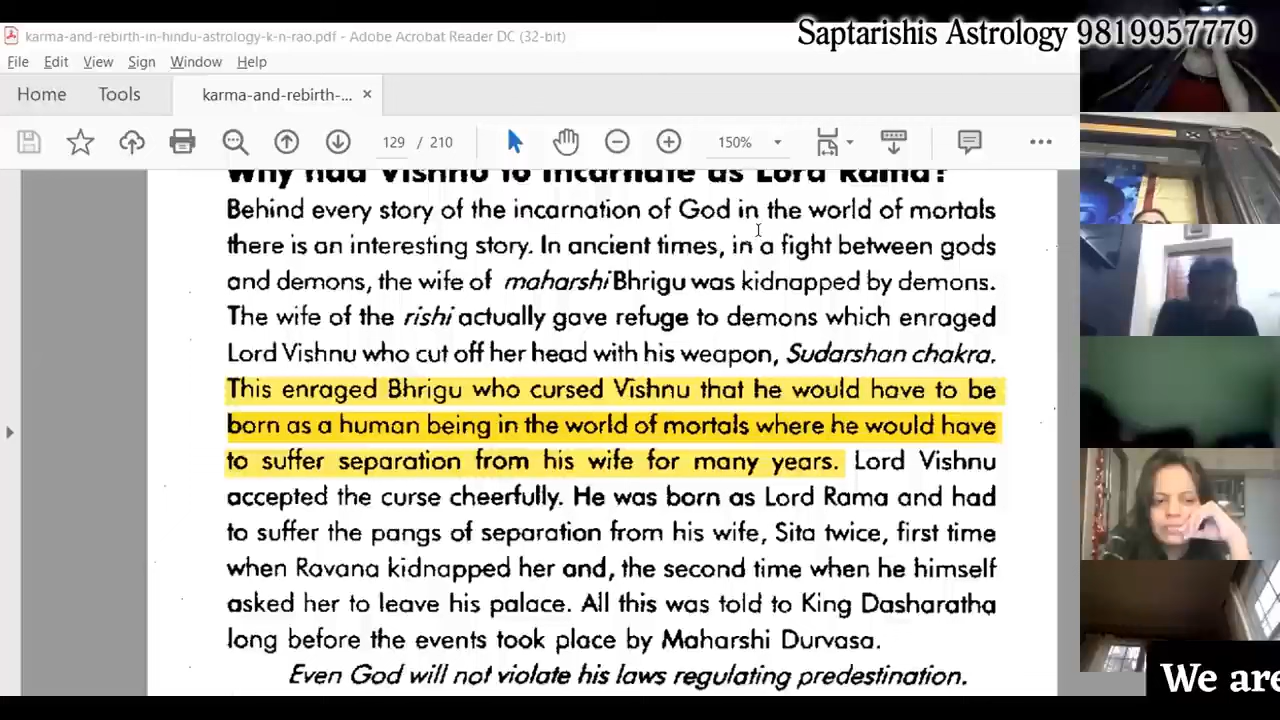 karma-and-rebirth-in-hindu-astrology-k-n-rao.pdf - Adobe Acrobat Reader DC (32-bit)
Saptarishis Astrology 9819957779
File Edit View Sign Window Help
Home Tools karma-and-rebirth-... ×
129 / 210 150%
Why had Vishnu to incarnate as Lord Rama?
Behind every story of the incarnation of God in the world of mortals
there is an interesting story. In ancient times, in a fight between gods
and demons, the wife of maharshi Bhrigu was kidnapped by demons.
The wife of the rishi actually gave refuge to demons which enraged
Lord Vishnu who cut off her head with his weapon, Sudarshan chakra.
This enraged Bhrigu who cursed Vishnu that he would have to be
born as a human being in the world of mortals where he would have
to suffer separation from his wife for many years. Lord Vishnu
accepted the curse cheerfully. He was born as Lord Rama and had
to suffer the pangs of separation from his wife, Sita twice, first time
when Ravana kidnapped her and, the second time when he himself
asked her to leave his palace. All this was told to King Dasharatha
long before the events took place by Maharshi Durvasa.
Even God will not violate his laws regulating predestination.
We are